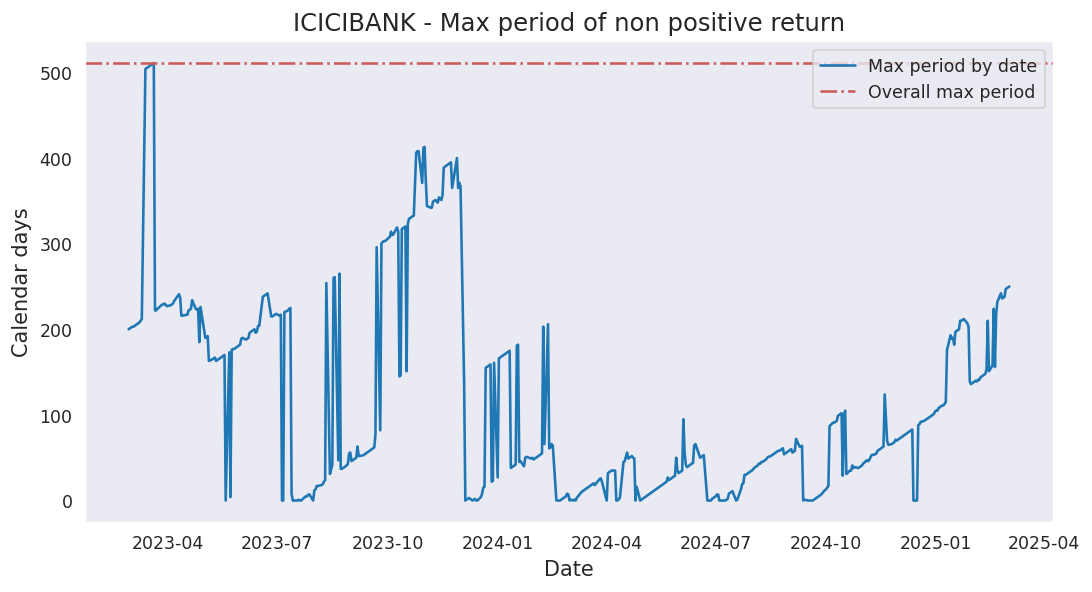 ICICIBANK - Max period of non positive return
Max period by date
Overall max period
Calendar days
500
400
300
200
100
0
2023-04 2023-07 2023-10 2024-01 2024-04 2024-07 2024-10 2025-01 2025-04
Date